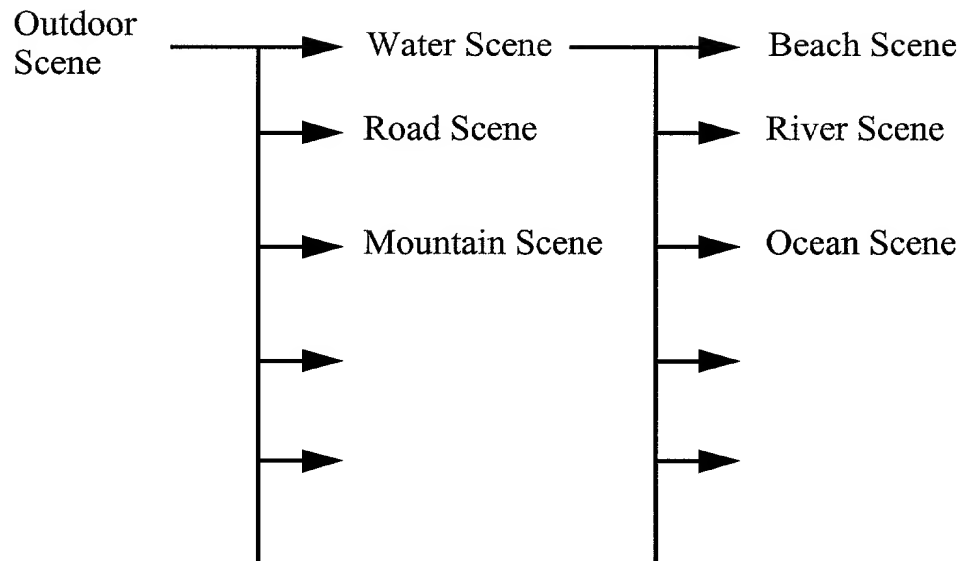 Outdoor
Scene
Water Scene
Beach Scene
Road Scene
River Scene
Mountain Scene
Ocean Scene